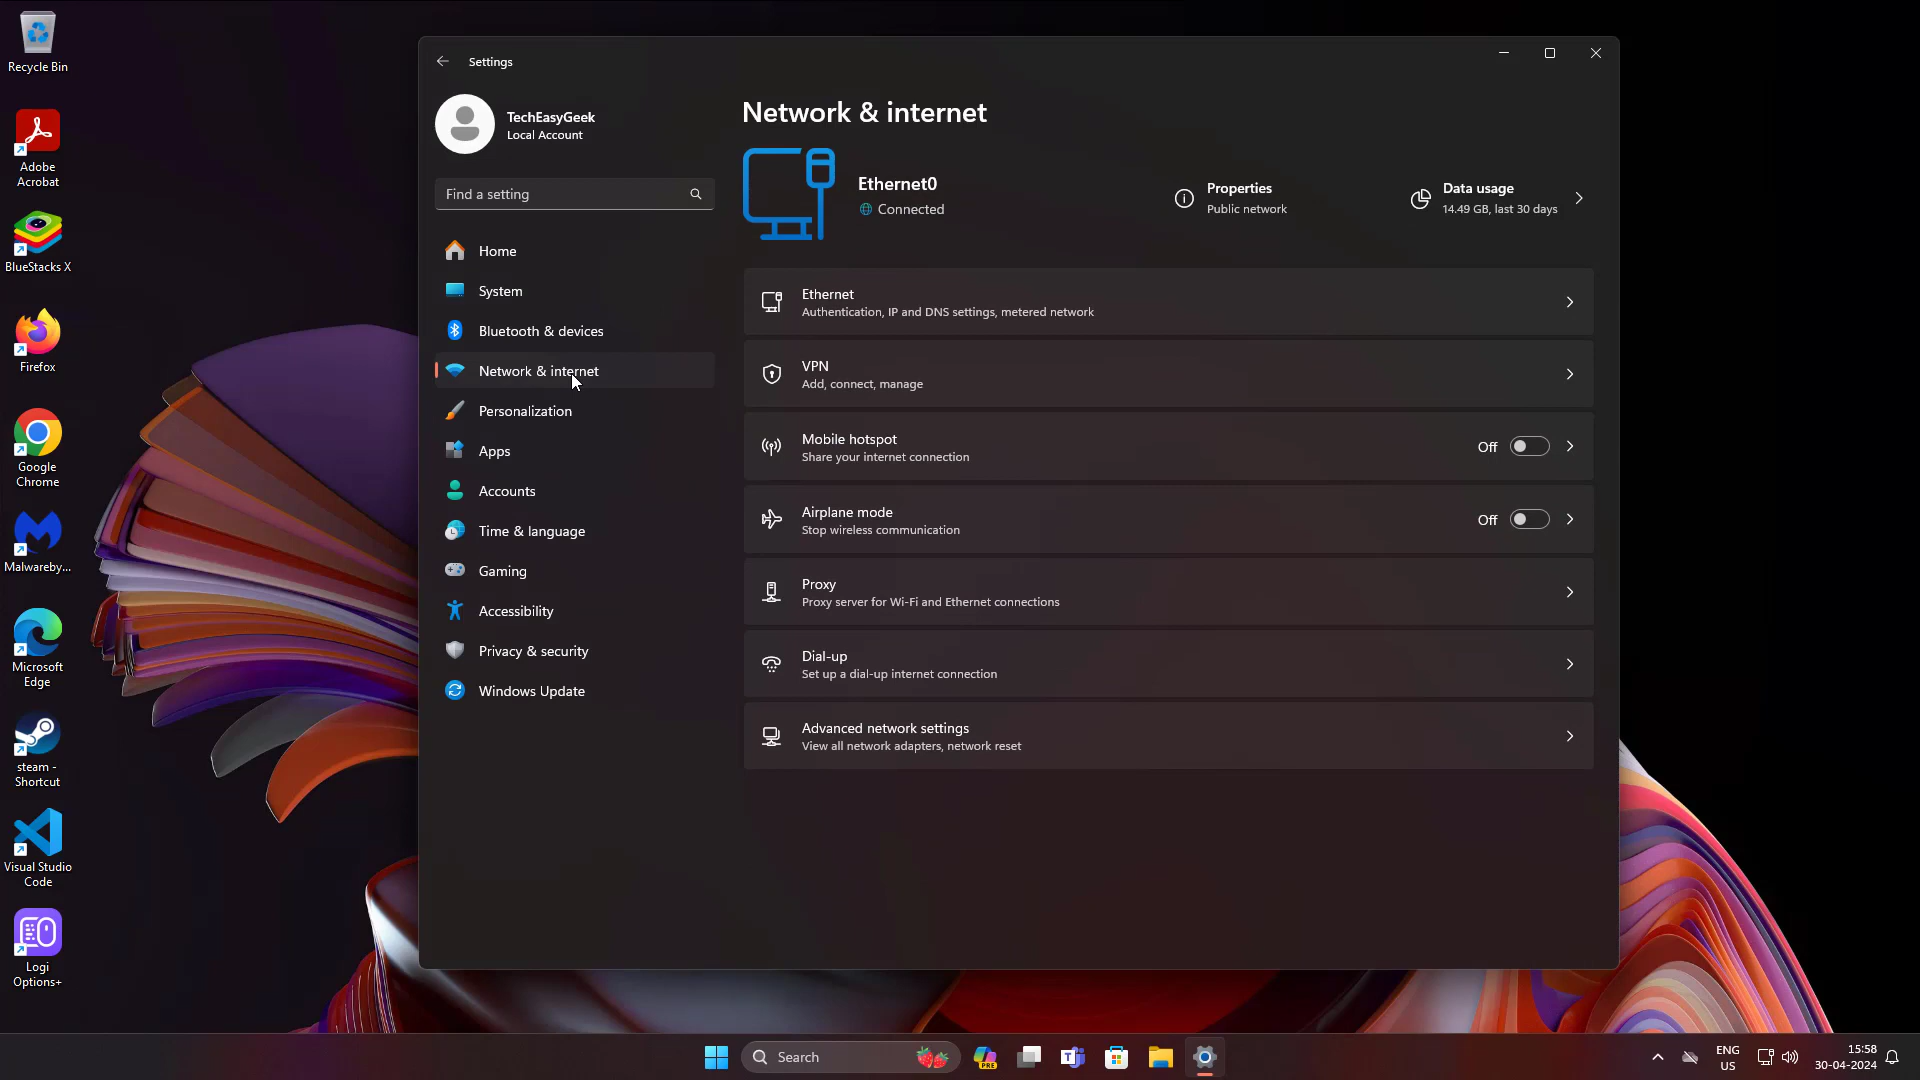 Recycle Bin
Adobe
Acrobat
BlueStacks X
Firefox
Google
Chrome
Malwareby...
Microsoft
Edge
steam -
Shortcut
Visual Studio
Code
Logi
Options+
Settings
TechEasyGeek
Local Account
Find a setting
Home
System
Bluetooth & devices
Network & internet
Personalization
Apps
Accounts
Time & language
Gaming
Accessibility
Privacy & security
Windows Update
Network & internet
Ethernet0
Connected
Properties
Public network
Data usage
14.49 GB, last 30 days
Ethernet
Authentication, IP and DNS settings, metered network
VPN
Add, connect, manage
Mobile hotspot
Share your internet connection
Off
Airplane mode
Stop wireless communication
Off
Proxy
Proxy server for Wi-Fi and Ethernet connections
Dial-up
Set up a dial-up internet connection
Advanced network settings
View all network adapters, network reset
Search
PRE
ENG
US
15:58
30-04-2024